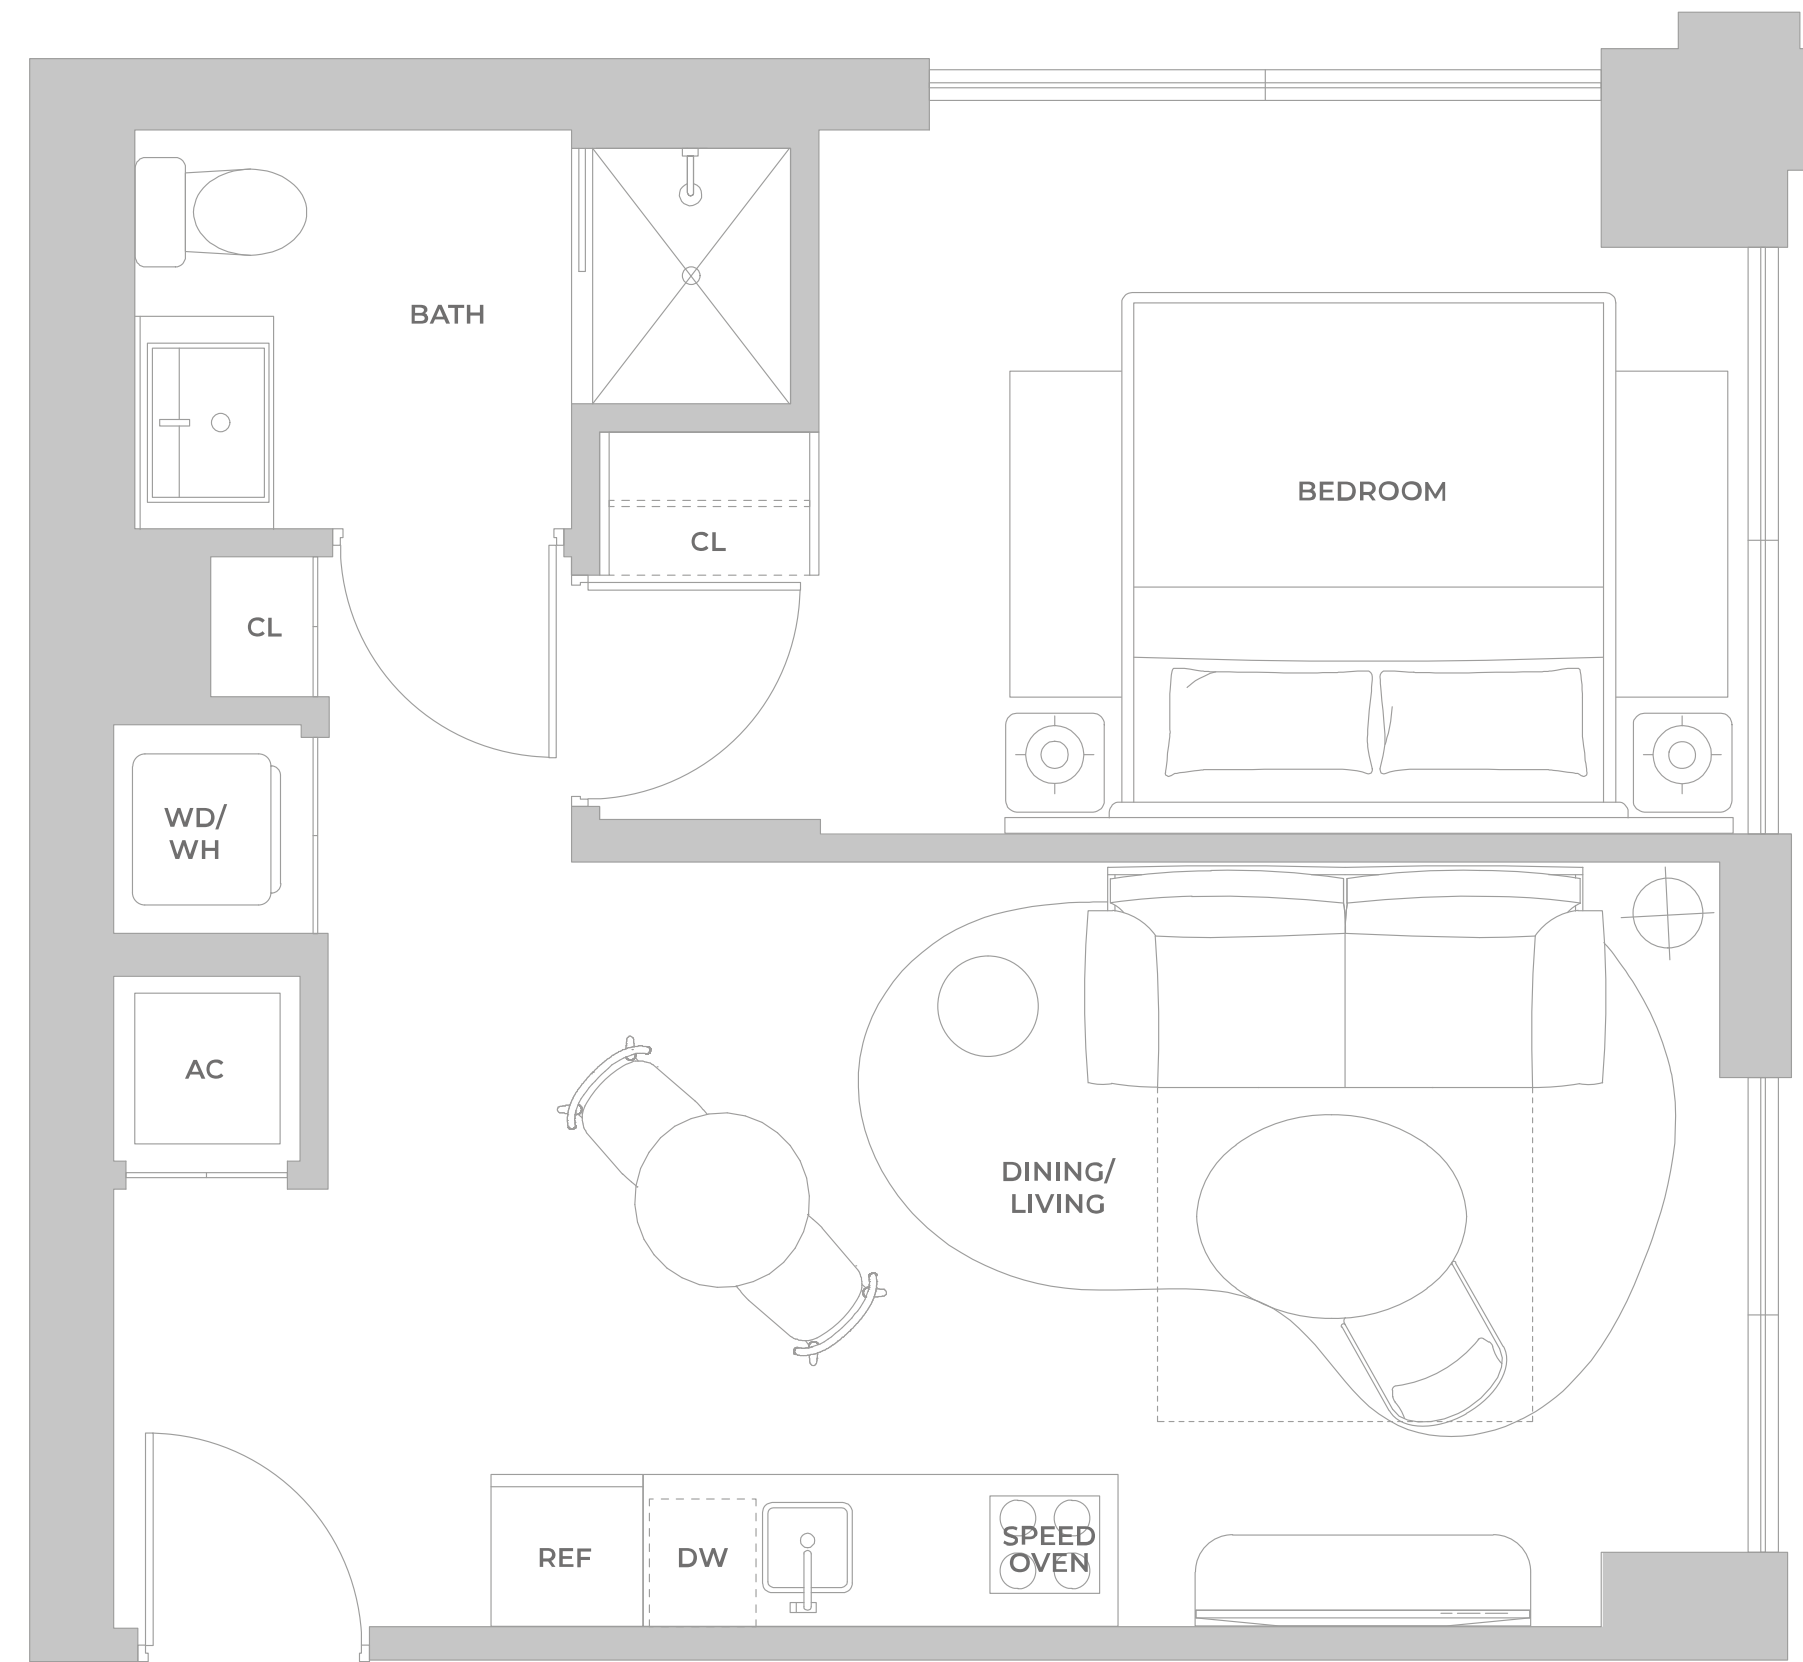 BATH
BEDROOM
CL
CL
WD/
WH
AC
DINING/
LIVING
REF
DW
SPEED
OVEN